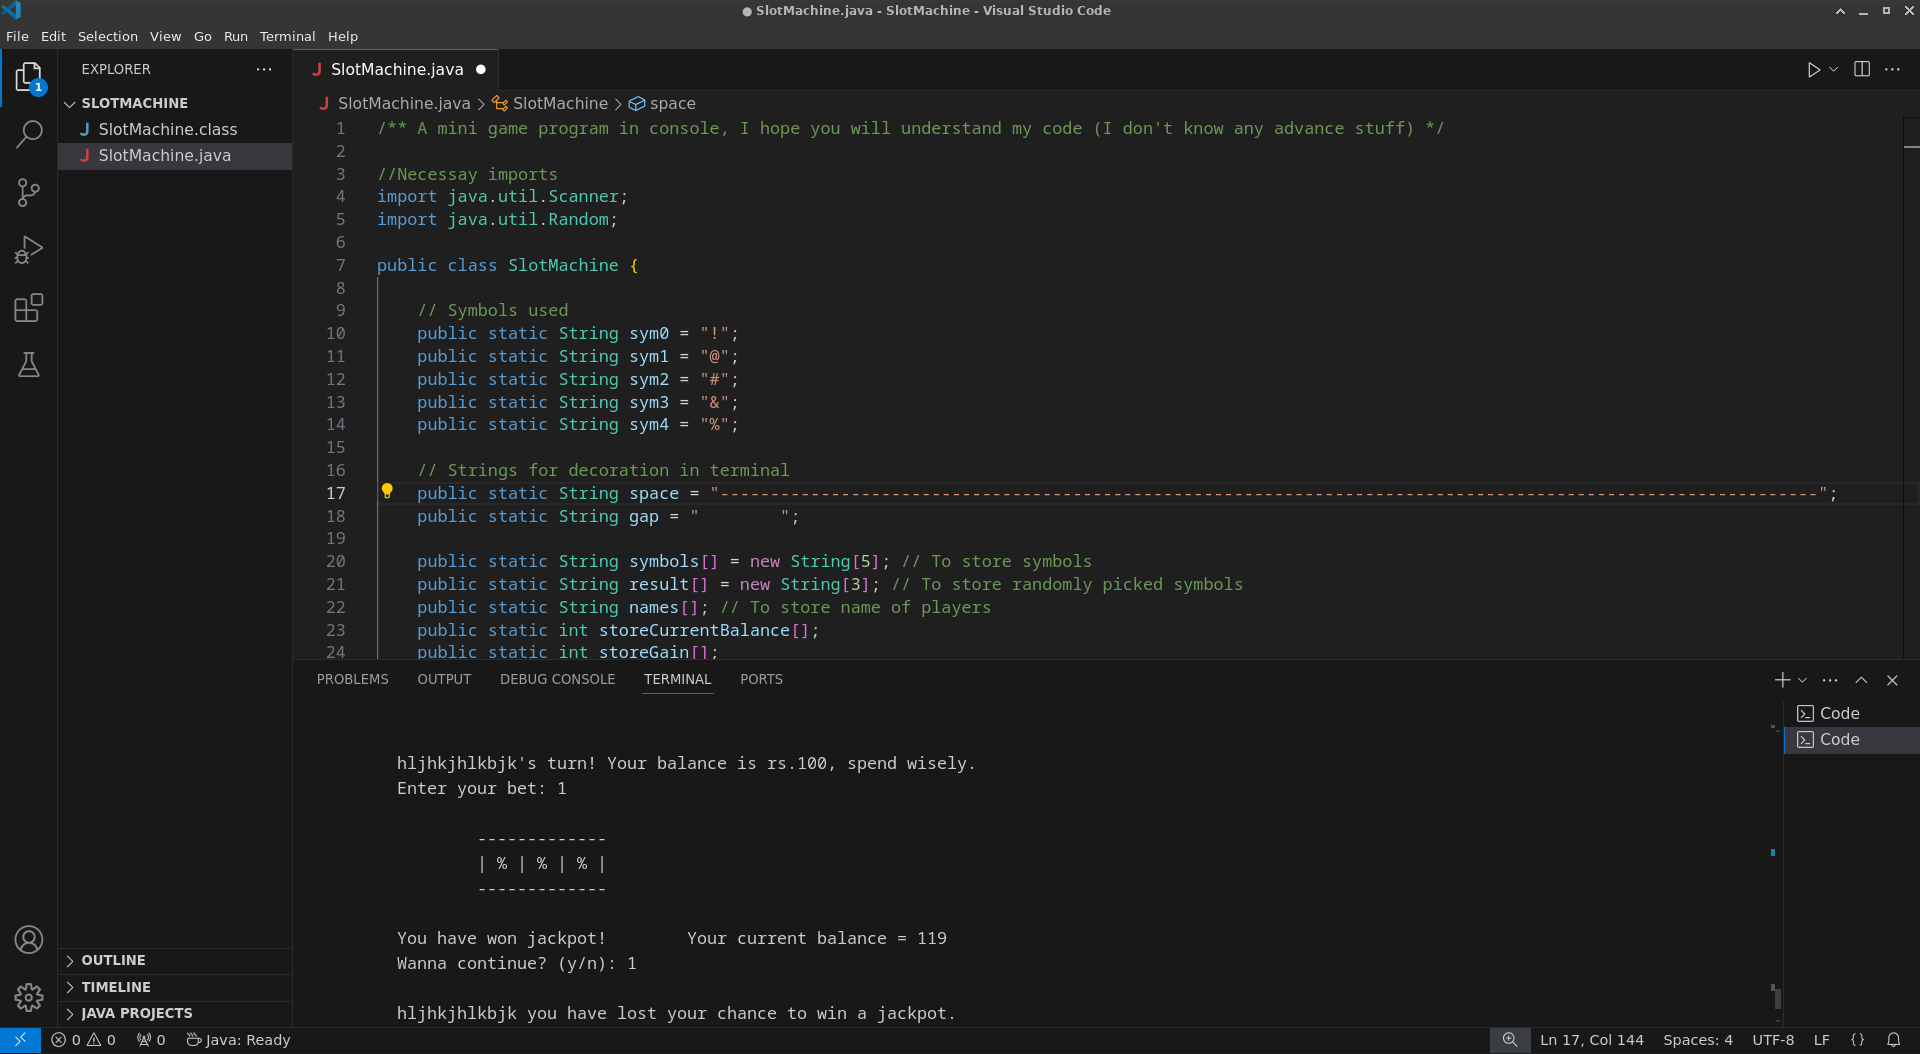 ● SlotMachine.java - SlotMachine - Visual Studio Code
File Edit Selection View Go Run Terminal Help
1
EXPLORER
SLOTMACHINE
J SlotMachine.class
J SlotMachine.java
OUTLINE
TIMELINE
JAVA PROJECTS
J SlotMachine.java ●
J SlotMachine.java > SlotMachine > space
1 /** A mini game program in console, I hope you will understand my code (I don't know any advance stuff) */
2
3 //Necessay imports
4 import java.util.Scanner;
5 import java.util.Random;
6
7 public class SlotMachine {
8
9 // Symbols used
10 public static String sym0 = "!";
11 public static String sym1 = "@";
12 public static String sym2 = "#";
13 public static String sym3 = "&";
14 public static String sym4 = "%";
15
16 // Strings for decoration in terminal
17 public static String space = "-------------------------------------------------------------------------------------------------------------";
18 public static String gap = "        ";
19
20 public static String symbols[] = new String[5]; // To store symbols
21 public static String result[] = new String[3]; // To store randomly picked symbols
22 public static String names[]; // To store name of players
23 public static int storeCurrentBalance[];
24 public static int storeGain[];
PROBLEMS OUTPUT DEBUG CONSOLE TERMINAL PORTS
hljhkjhlkbjk's turn! Your balance is rs.100, spend wisely.
Enter your bet: 1
-------------
| % | % | % |
-------------
You have won jackpot!        Your current balance = 119
Wanna continue? (y/n): 1
hljhkjhlkbjk you have lost your chance to win a jackpot.
Code
Code
0 0 0 Java: Ready Ln 17, Col 144 Spaces: 4 UTF-8 LF {}